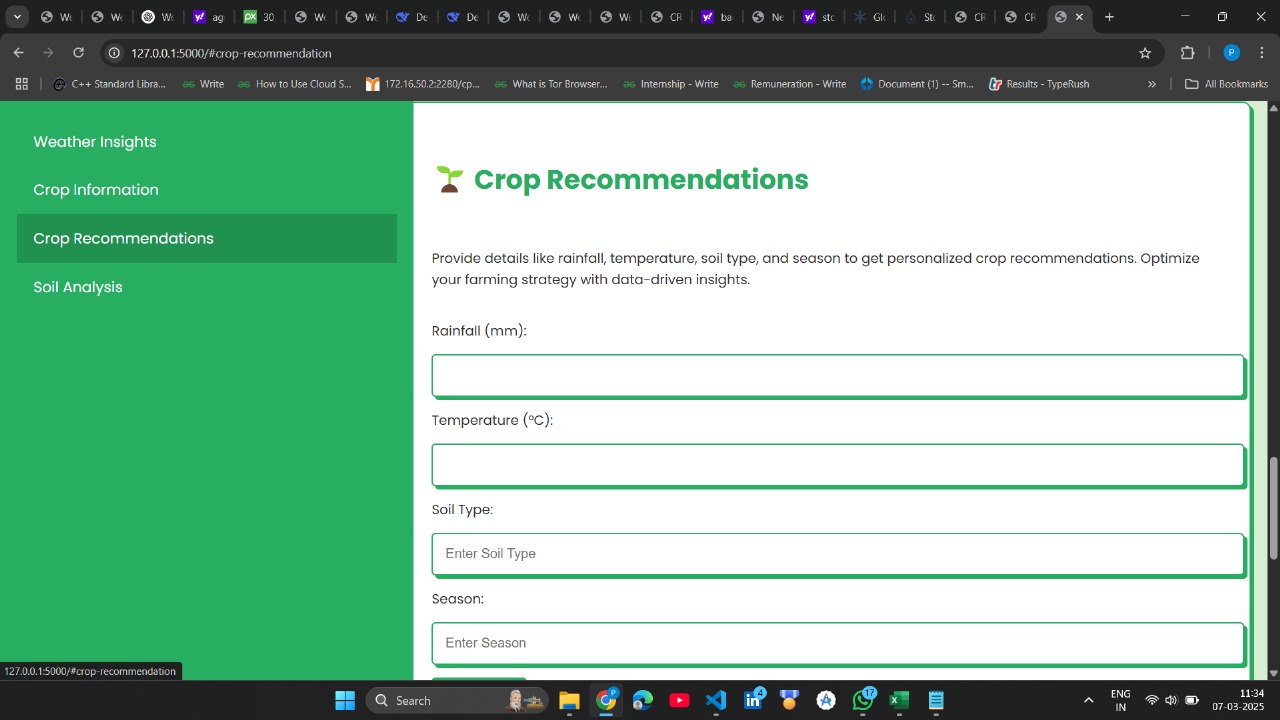 We
We
We
ag
30
We
We
De
De
We
We
We
CR
ba
Ne
sto
Glo
Sto
CR
CR
127.0.0.1:5000/#crop-recommendation
P
C++ Standard Libra...
Write
How to Use Cloud S...
172.16.50.2:2280/cp...
What is Tor Browser...
Internship - Write
Remuneration - Write
Document (1) -- Sm...
Results - TypeRush
»
All Bookmarks
Weather Insights
Crop Information
Crop Recommendations
Soil Analysis
Crop Recommendations
Provide details like rainfall, temperature, soil type, and season to get personalized crop recommendations. Optimize
your farming strategy with data-driven insights.
Rainfall (mm):
Temperature (°C):
Soil Type:
Enter Soil Type
Season:
Enter Season
127.0.0.1:5000/#crop-recommendation
Search
P
4
17
ENG
IN
11:34
07-03-2025